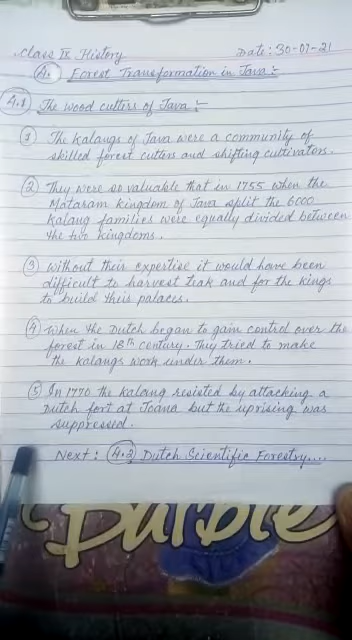 Class IX History Date: 30-07-21
4. Forest Transformation in Java:-
4.1 The wood cutters of Java:-
1 The Kalangs of Java were a community of
skilled forest cutters and shifting cultivators.
2 They were so valuable that in 1755 when the
Mataram kingdom of Java split the 6000
Kalang families were equally divided between
the two kingdoms.
3 Without their expertise it would have been
difficult to harvest teak and for the kings
to build their palaces.
4 When the Dutch began to gain control over the
forest in 18th century. They tried to make
the kalangs work under them.
5 In 1770 the kalang resisted by attacking a
Dutch fort at Joana but the uprising was
suppressed.
Next: 4.2 Dutch Scientific Forestry....
Barbie